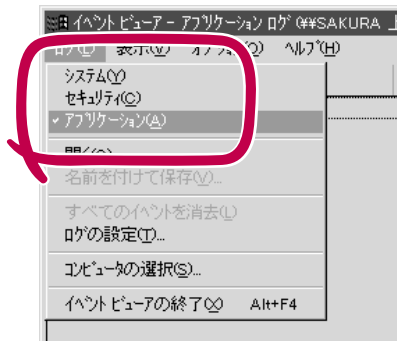 イベント ビューア - アプリケーション ログ (¥¥SAKURA 上
ログ(L) 表示(V) オプション(O) ヘルプ(H)
システム(Y)
セキュリティ(C)
アプリケーション(A)
開く(O)...
名前を付けて保存(V)...
すべてのイベントを消去(L)
ログの設定(T)...
コンピュータの選択(S)...
イベント ビューアの終了(X) Alt+F4